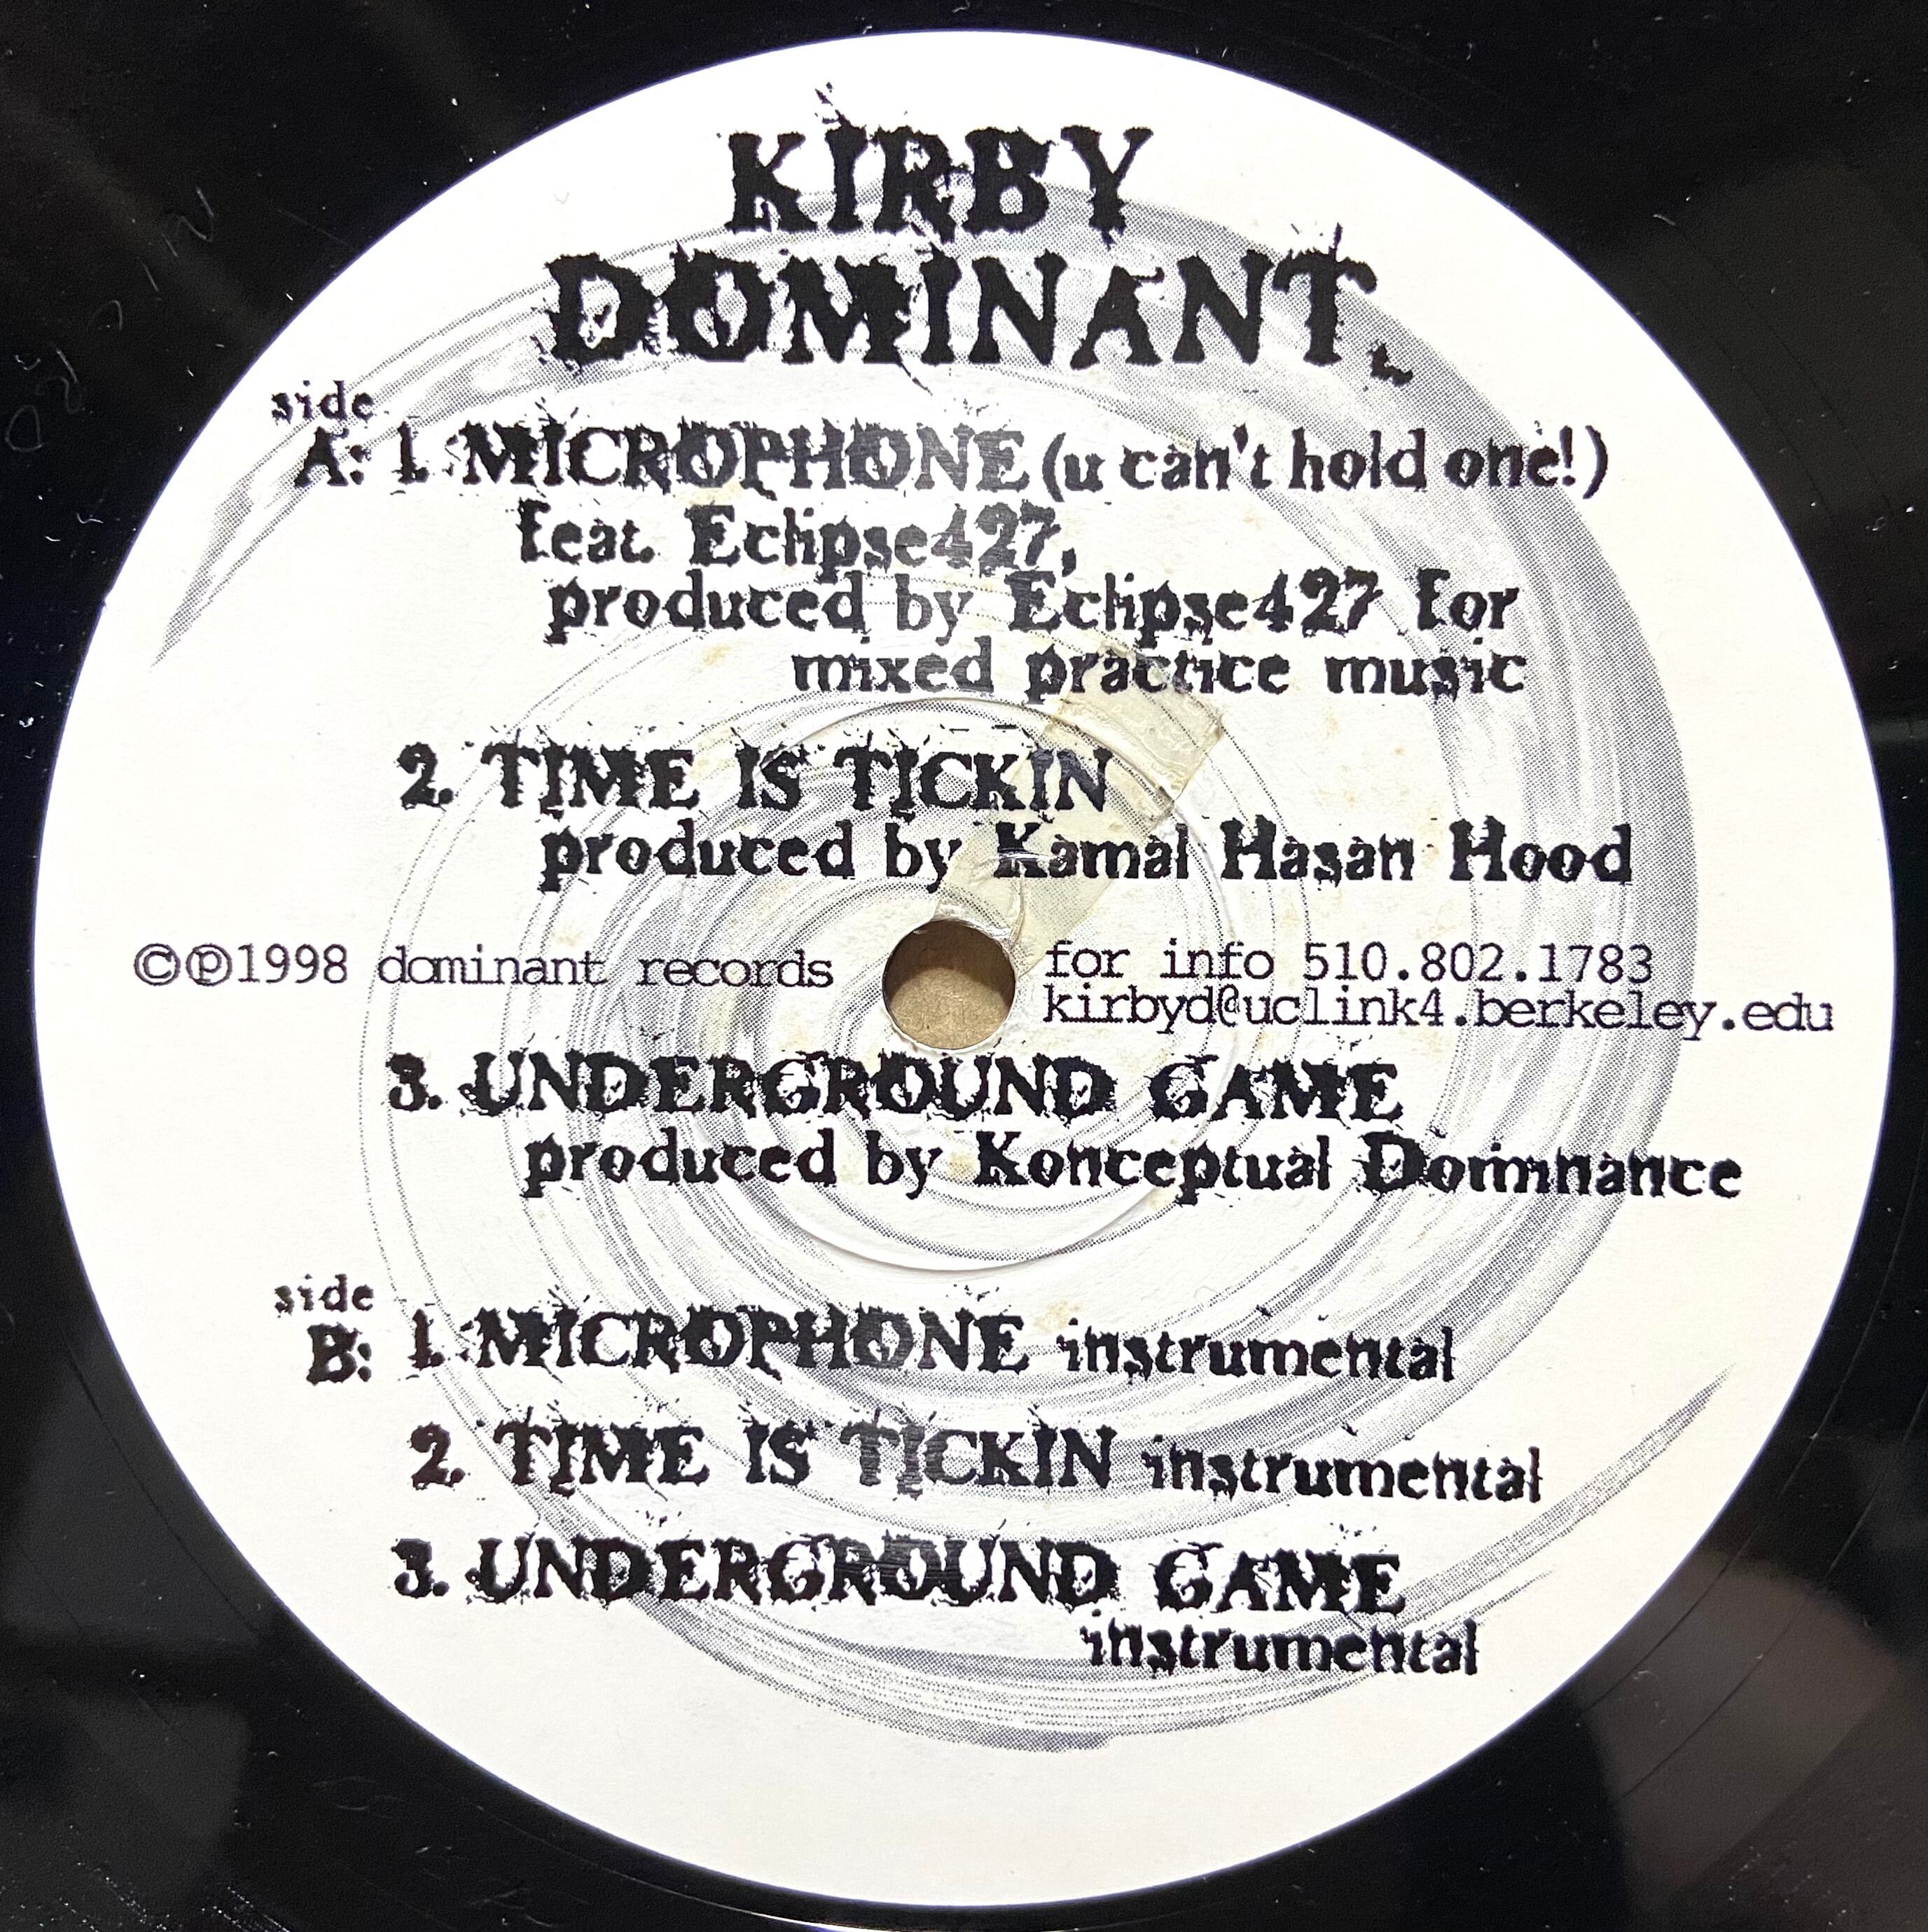 KIRBY
DOMINANT.
side
A: 1. MICROPHONE (u can't hold one!)
feat. Eclipse427,
produced by Eclipse427 for
mixed practice music
2. TIME IS TICKIN
produced by Kamal Hasan Hood
©℗1998 dominant records
for info 510.802.1783
kirbyd@uclink4.berkeley.edu
3. UNDERGROUND GAME
produced by Konceptual Dominance
side
B: 1. MICROPHONE instrumental
2. TIME IS TICKIN instrumental
3. UNDERGROUND GAME
instrumental